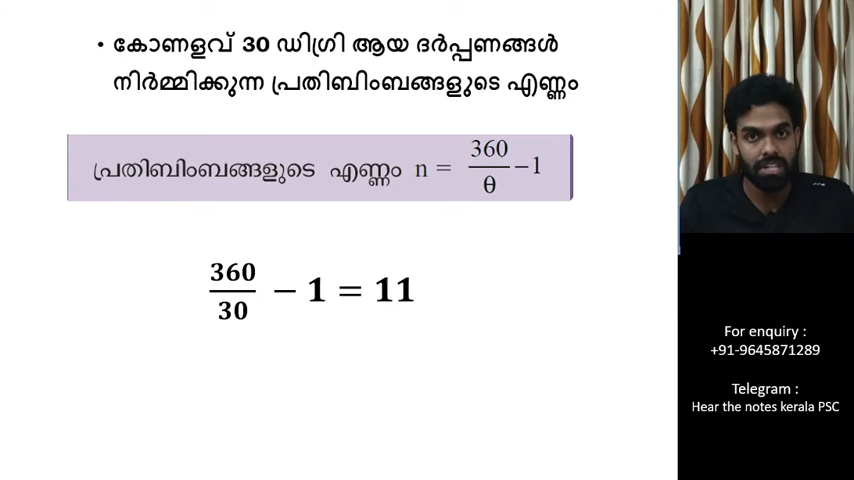 • കോണളവ് 30 ഡിഗ്രി ആയ ദർപ്പണങ്ങൾ
നിർമ്മിക്കുന്ന പ്രതിബിംബങ്ങളുടെ എണ്ണം
പ്രതിബിംബങ്ങളുടെ എണ്ണം n = 360/θ − 1
360/30 − 1 = 11
For enquiry :
+91-9645871289
Telegram :
Hear the notes kerala PSC